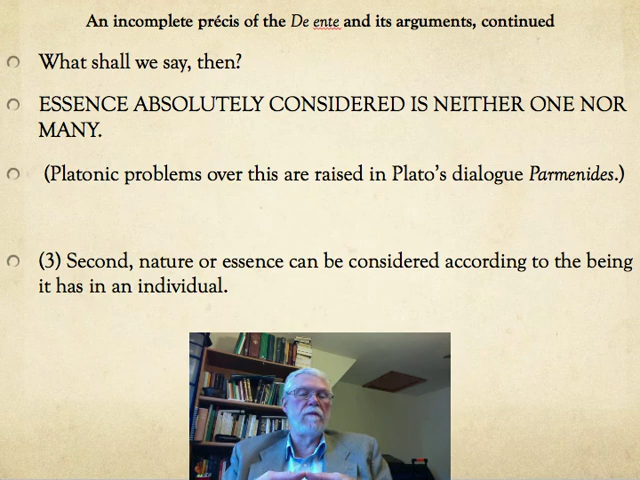 An incomplete précis of the De ente and its arguments, continued
What shall we say, then?
ESSENCE ABSOLUTELY CONSIDERED IS NEITHER ONE NOR
MANY.
(Platonic problems over this are raised in Plato's dialogue Parmenides.)
(3) Second, nature or essence can be considered according to the being
it has in an individual.